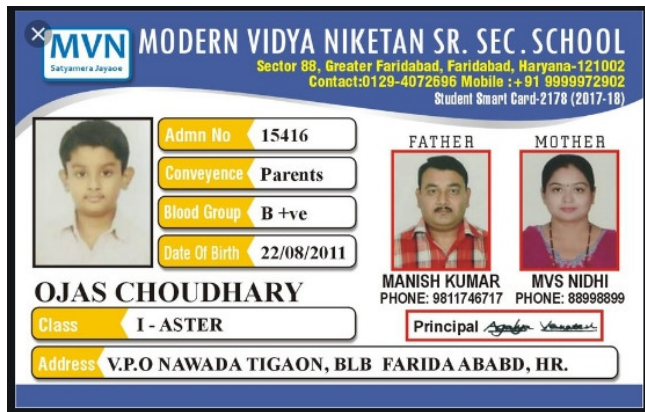 MVN
Satyamera Jayaoe
MODERN VIDYA NIKETAN SR. SEC. SCHOOL
Sector 88, Greater Faridabad, Faridabad, Haryana-121002
Contact:0129-4072696 Mobile :+91 9999972902
Student Smart Card-2178 (2017-18)
Admn No 15416
Conveyence Parents
Blood Group B +ve
Date Of Birth 22/08/2011
FATHER
MOTHER
MANISH KUMAR
PHONE: 9811746717
MVS NIDHI
PHONE: 88998899
OJAS CHOUDHARY
Class I - ASTER
Principal
Address V.P.O NAWADA TIGAON, BLB FARIDA ABABD, HR.